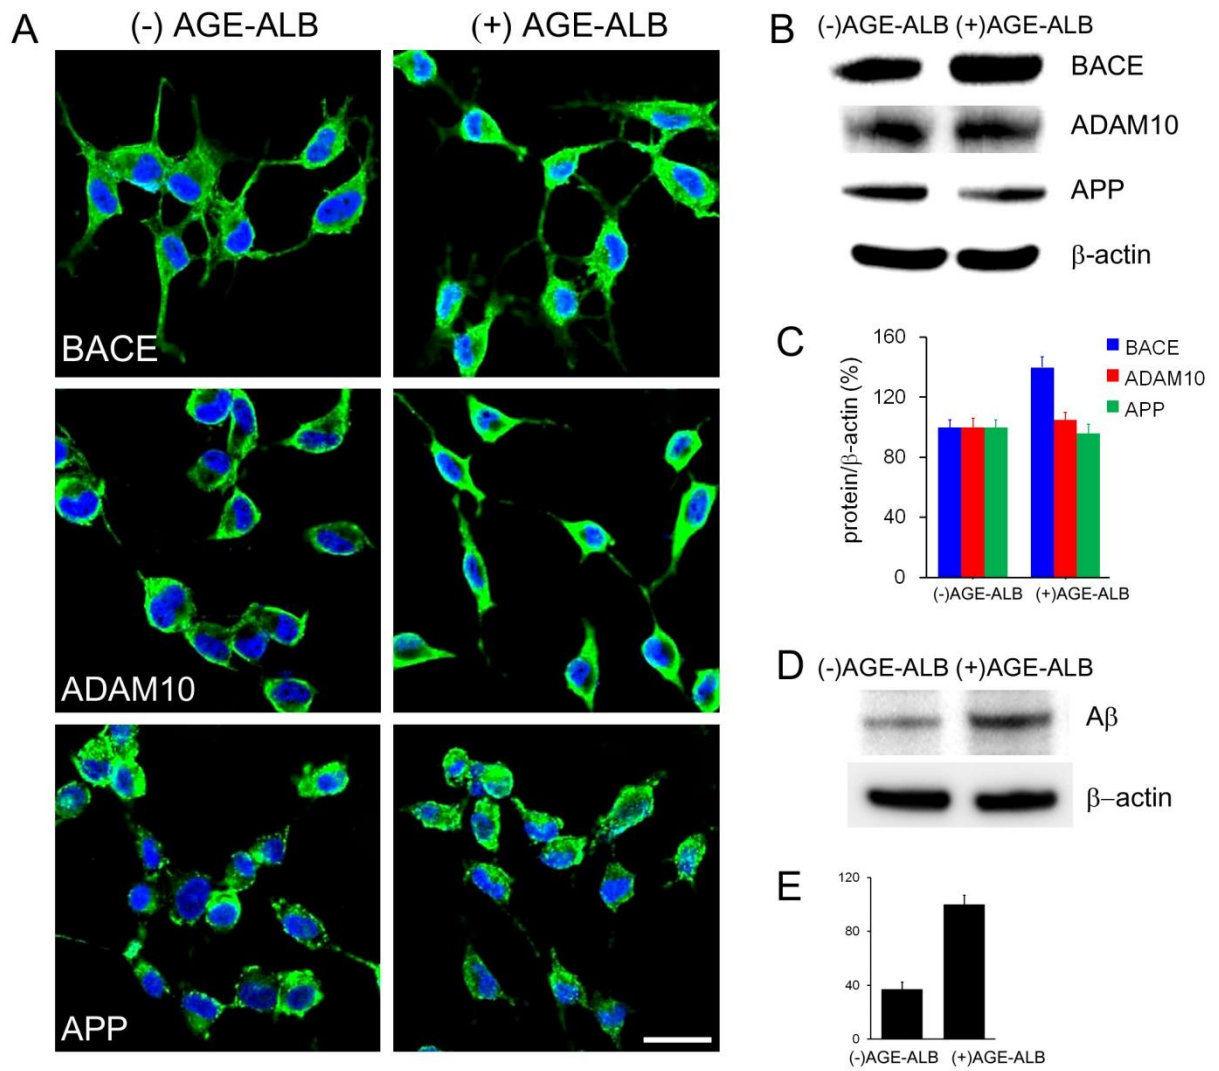 A
(-) AGE-ALB
(+) AGE-ALB
BACE
ADAM10
APP
B
(-)AGE-ALB (+)AGE-ALB
BACE
ADAM10
APP
β-actin
C
protein/β-actin (%)
160
120
80
40
0
BACE
ADAM10
APP
(-)AGE-ALB
(+)AGE-ALB
D
(-)AGE-ALB (+)AGE-ALB
Aβ
β–actin
E
120
80
40
0
(-)AGE-ALB
(+)AGE-ALB